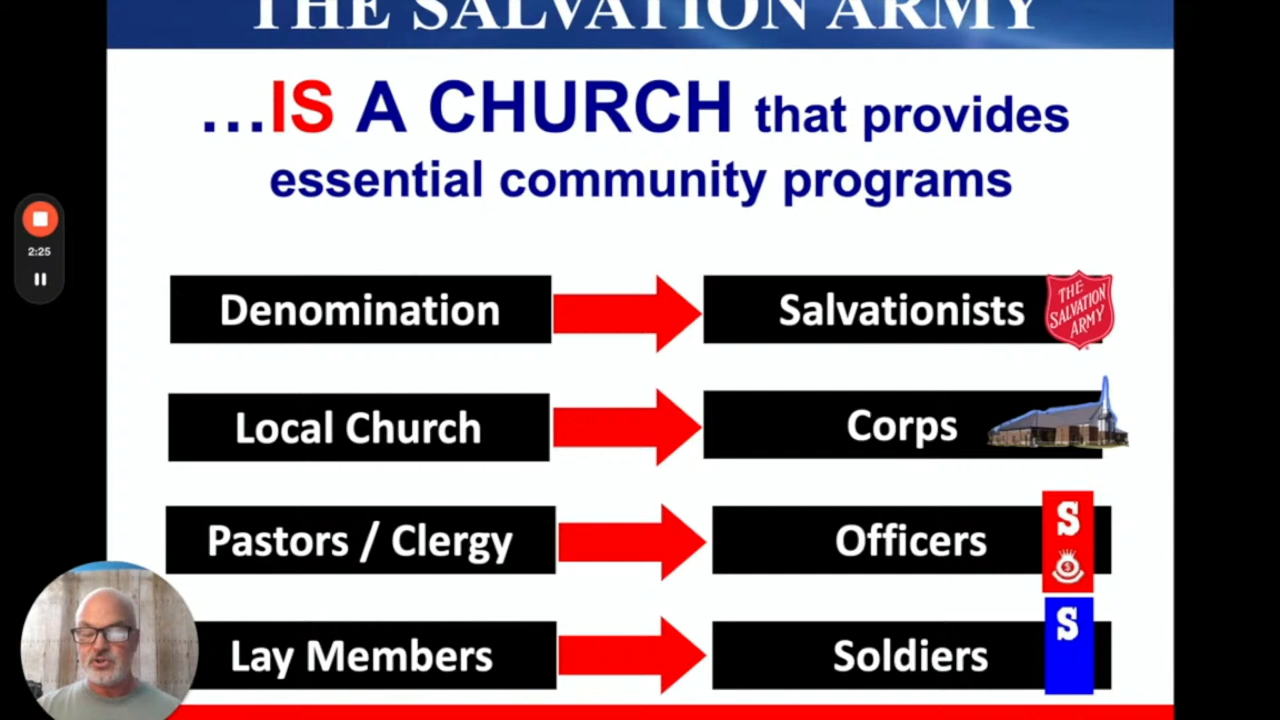 THE SALVATION ARMY
...IS A CHURCH that provides
essential community programs
2:25
Denomination
Salvationists
THE
SALVATION
ARMY
Local Church
Corps
Pastors / Clergy
Officers
S
S
Lay Members
Soldiers
S